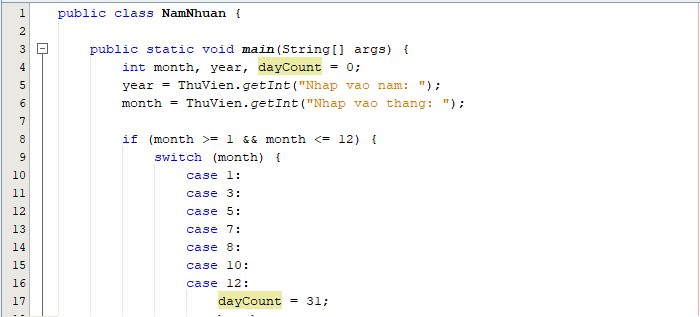 1 public class NamNhuan {
2
3 public static void main(String[] args) {
4 int month, year, dayCount = 0;
5 year = ThuVien.getInt("Nhap vao nam: ");
6 month = ThuVien.getInt("Nhap vao thang: ");
7
8 if (month >= 1 && month <= 12) {
9 switch (month) {
10 case 1:
11 case 3:
12 case 5:
13 case 7:
14 case 8:
15 case 10:
16 case 12:
17 dayCount = 31;